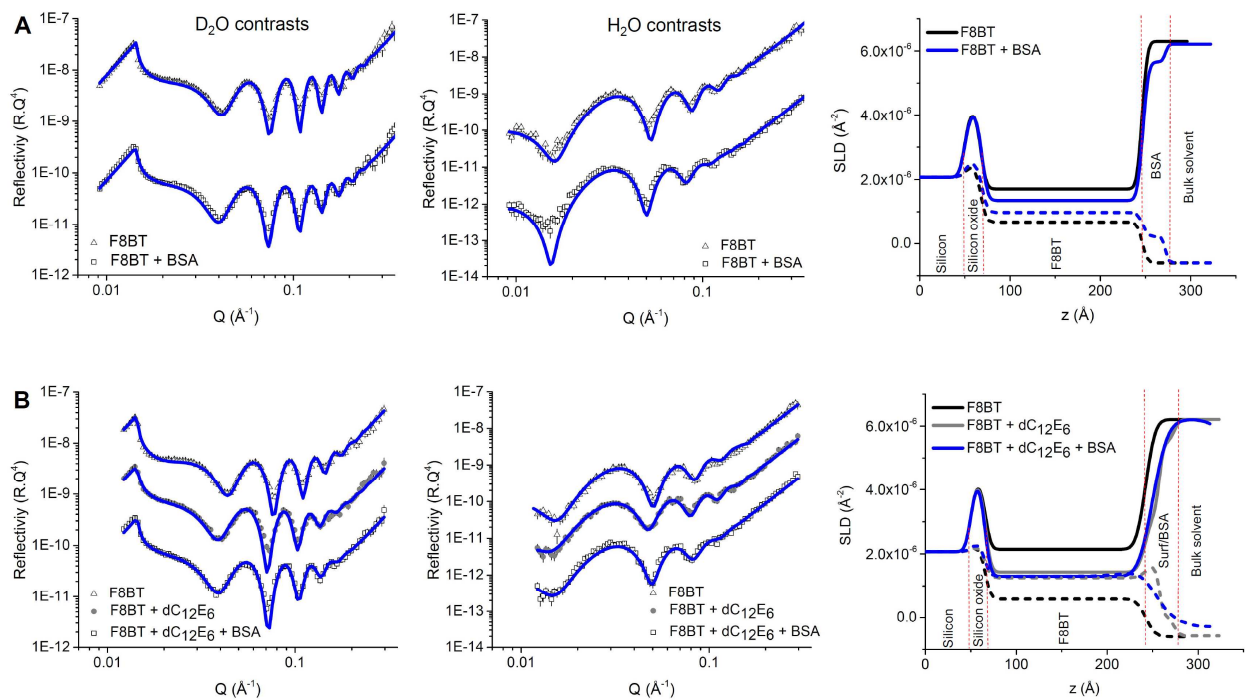 A
D₂O contrasts
Reflectiviy (R.Q⁴)
1E-7
1E-8
1E-9
1E-10
1E-11
1E-12
0.01
0.1
Q (Å⁻¹)
F8BT
F8BT + BSA
H₂O contrasts
Reflectiviy (R.Q⁴)
1E-7
1E-8
1E-9
1E-10
1E-11
1E-12
1E-13
1E-14
0.01
0.1
Q (Å⁻¹)
F8BT
F8BT + BSA
F8BT
F8BT + BSA
SLD (Å⁻²)
6.0x10⁻⁶
4.0x10⁻⁶
2.0x10⁻⁶
0.0
0
100
200
300
z (Å)
Silicon
Silicon oxide
F8BT
BSA
Bulk solvent
B
Reflectiviy (R.Q⁴)
1E-7
1E-8
1E-9
1E-10
1E-11
1E-12
0.01
0.1
Q (Å⁻¹)
F8BT
F8BT + dC₁₂E₆
F8BT + dC₁₂E₆ + BSA
Reflectiviy (R.Q⁴)
1E-7
1E-8
1E-9
1E-10
1E-11
1E-12
1E-13
1E-14
0.01
0.1
Q (Å⁻¹)
F8BT
F8BT + dC₁₂E₆
F8BT + dC₁₂E₆ + BSA
F8BT
F8BT + dC₁₂E₆
F8BT + dC₁₂E₆ + BSA
SLD (Å⁻²)
6.0x10⁻⁶
4.0x10⁻⁶
2.0x10⁻⁶
0.0
0
100
200
300
z (Å)
Silicon
Silicon oxide
F8BT
Surf/BSA
Bulk solvent